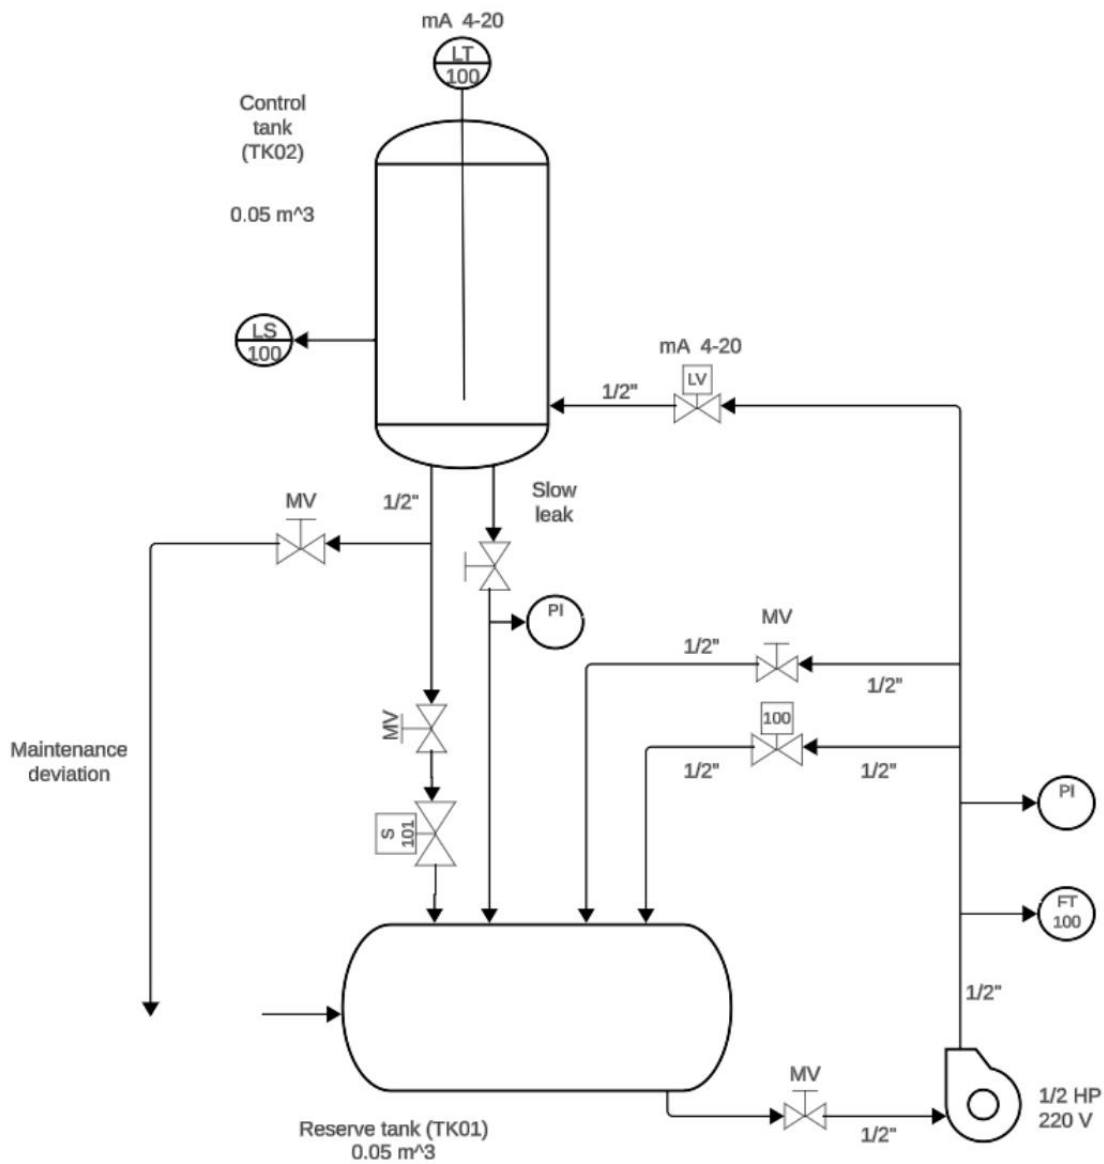 mA 4-20
LT
100
Control
tank
(TK02)
0.05 m^3
LS
100
mA 4-20
LV
1/2"
MV
1/2"
Slow
leak
PI
MV
1/2"
1/2"
100
1/2"
1/2"
MV
S
101
Maintenance
deviation
PI
FT
100
1/2"
MV
1/2"
1/2 HP
220 V
Reserve tank (TK01)
0.05 m^3